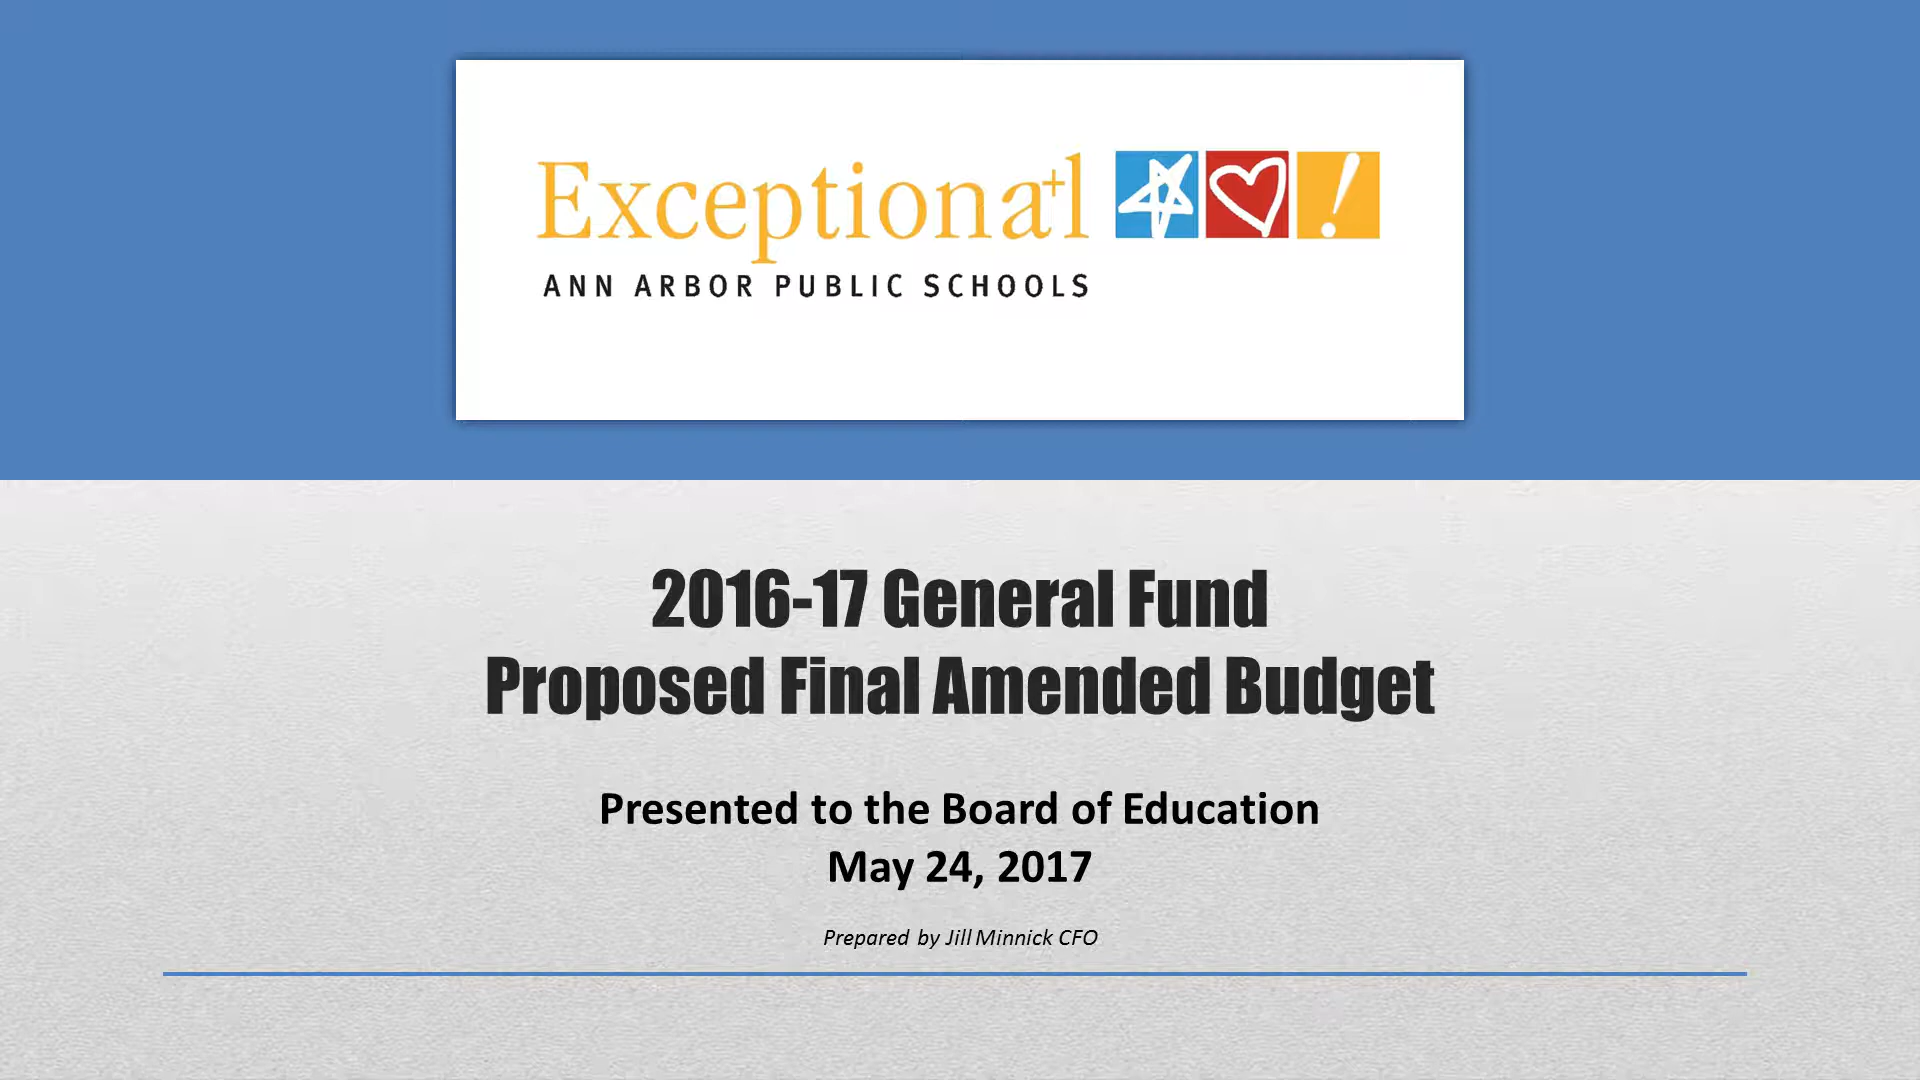 Exceptiona+l
ANN ARBOR PUBLIC SCHOOLS
2016-17 General Fund
Proposed Final Amended Budget
Presented to the Board of Education
May 24, 2017
Prepared by Jill Minnick CFO